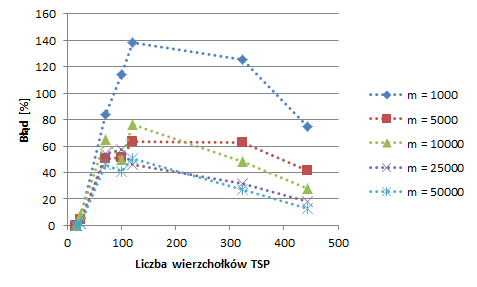 160
140
120
100
80
60
40
20
0
Błąd [%]
0 100 200 300 400 500
Liczba wierzchołków TSP
m = 1000
m = 5000
m = 10000
m = 25000
m = 50000